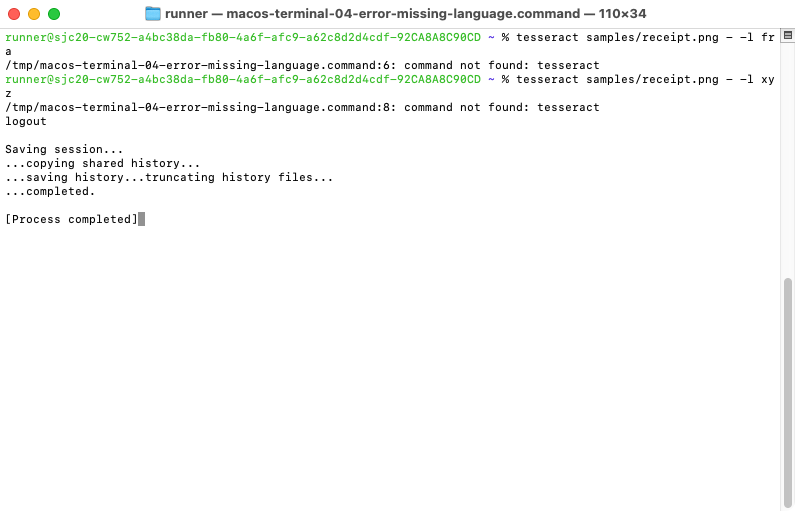 runner — macos-terminal-04-error-missing-language.command — 110×34
runner@sjc20-cw752-a4bc38da-fb80-4a6f-afc9-a62c8d2d4cdf-92CA8A8C90CD ~ % tesseract samples/receipt.png - -l fr
a
/tmp/macos-terminal-04-error-missing-language.command:6: command not found: tesseract
runner@sjc20-cw752-a4bc38da-fb80-4a6f-afc9-a62c8d2d4cdf-92CA8A8C90CD ~ % tesseract samples/receipt.png - -l xy
z
/tmp/macos-terminal-04-error-missing-language.command:8: command not found: tesseract
logout
Saving session...
...copying shared history...
...saving history...truncating history files...
...completed.
[Process completed]